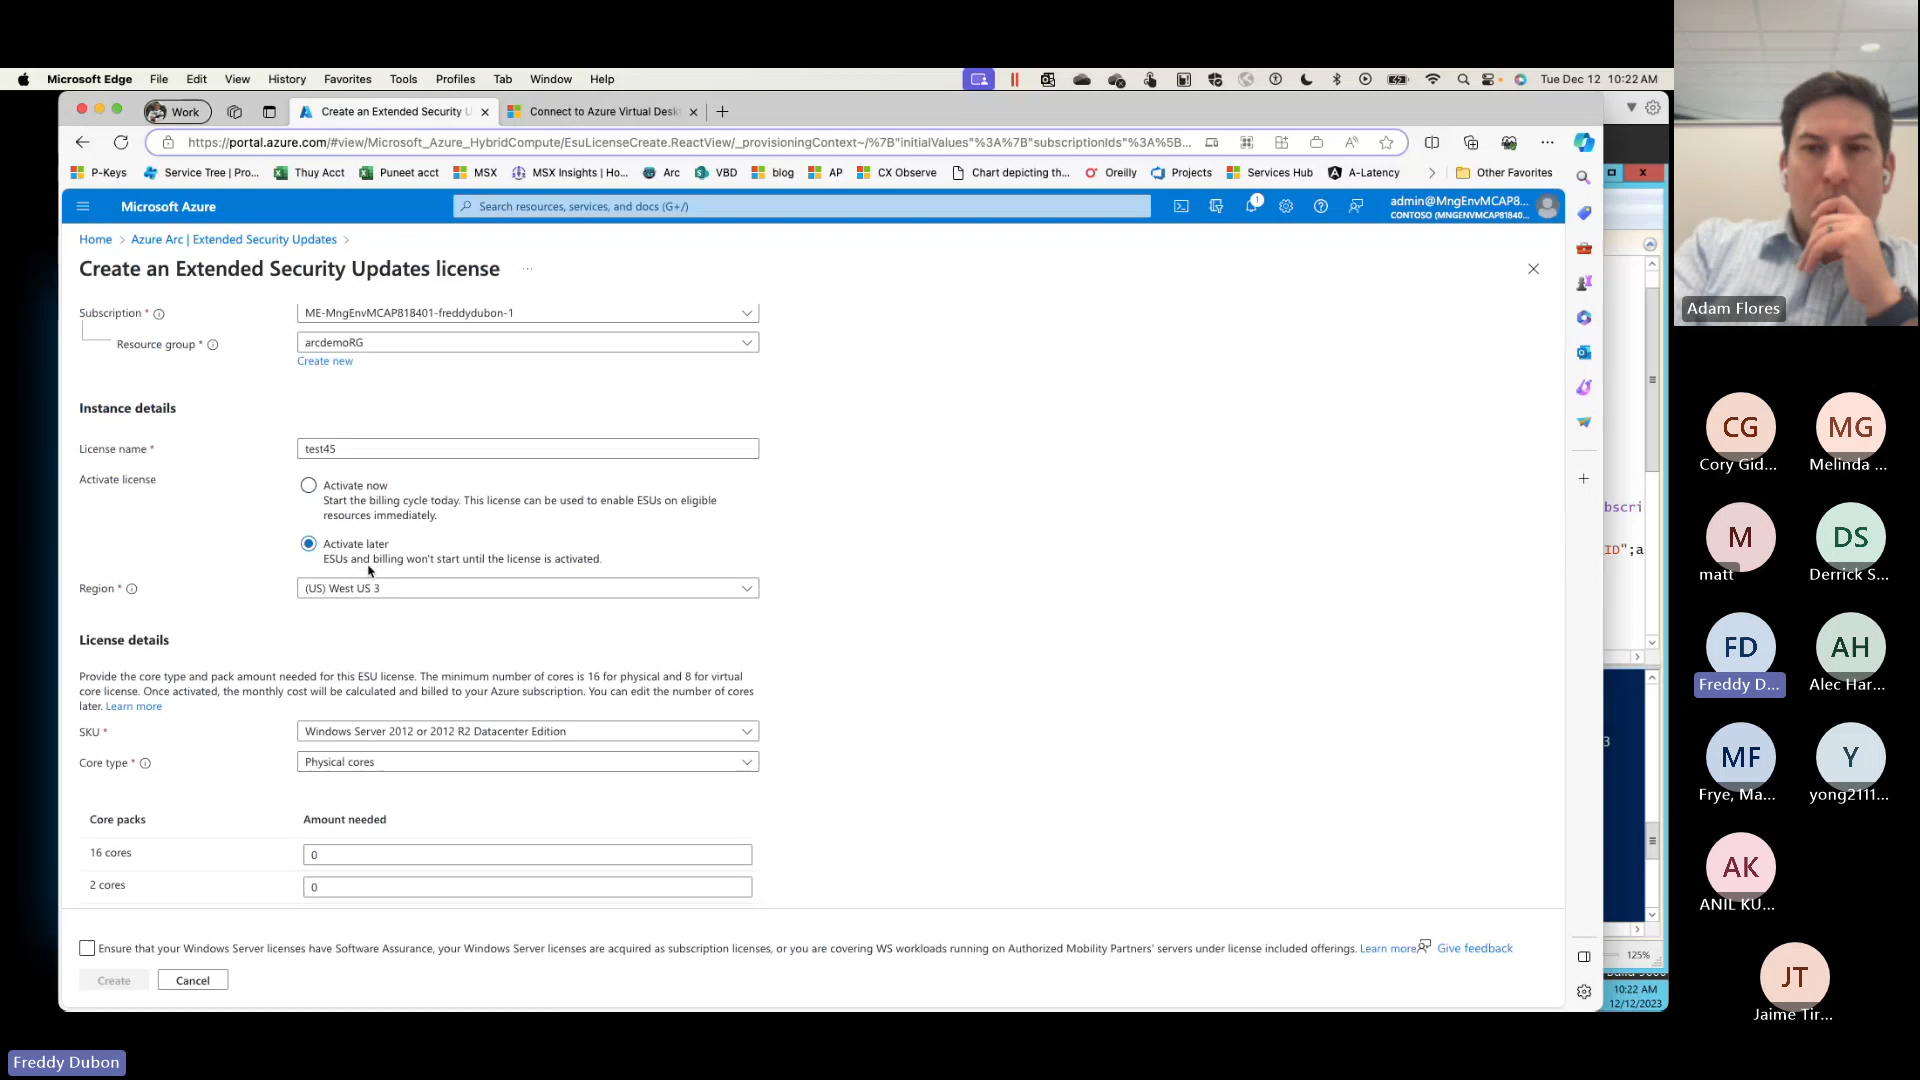 Microsoft Edge File Edit View History Favorites Tools Profiles Tab Window Help
Tue Dec 12 10:22 AM
Work
Create an Extended Security U
Connect to Azure Virtual Desk
https://portal.azure.com/#view/Microsoft_Azure_HybridCompute/EsuLicenseCreate.ReactView/_provisioningContext~/%7B"initialValues"%3A%7B"subscriptionIds"%3A%5B...
P-Keys Service Tree | Pro... Thuy Acct Puneet acct MSX MSX Insights | Ho... Arc VBD blog AP CX Observe Chart depicting th... Oreilly Projects Services Hub A-Latency Other Favorites
Microsoft Azure
Search resources, services, and docs (G+/)
1
admin@MngEnvMCAP8...
CONTOSO (MNGENVMCAP81840...
Home > Azure Arc | Extended Security Updates >
Create an Extended Security Updates license ...
Subscription *
ME-MngEnvMCAP818401-freddydubon-1
Resource group *
arcdemoRG
Create new
Instance details
License name *
test45
Activate license
Activate now
Start the billing cycle today. This license can be used to enable ESUs on eligible
resources immediately.
Activate later
ESUs and billing won't start until the license is activated.
Region *
(US) West US 3
License details
Provide the core type and pack amount needed for this ESU license. The minimum number of cores is 16 for physical and 8 for virtual
core license. Once activated, the monthly cost will be calculated and billed to your Azure subscription. You can edit the number of cores
later. Learn more
SKU *
Windows Server 2012 or 2012 R2 Datacenter Edition
Core type *
Physical cores
Core packs Amount needed
16 cores 0
2 cores 0
Ensure that your Windows Server licenses have Software Assurance, your Windows Server licenses are acquired as subscription licenses, or you are covering WS workloads running on Authorized Mobility Partners' servers under license included offerings. Learn more
Give feedback
Create Cancel
bscri
ID";a
3
125%
10:22 AM
12/12/2023
Adam Flores
CG MG
Cory Gid... Melinda ...
M DS
matt Derrick S...
FD AH
Freddy D... Alec Har...
MF Y
Frye, Ma... yong2111...
AK
ANIL KU...
JT
Jaime Tir...
Freddy Dubon